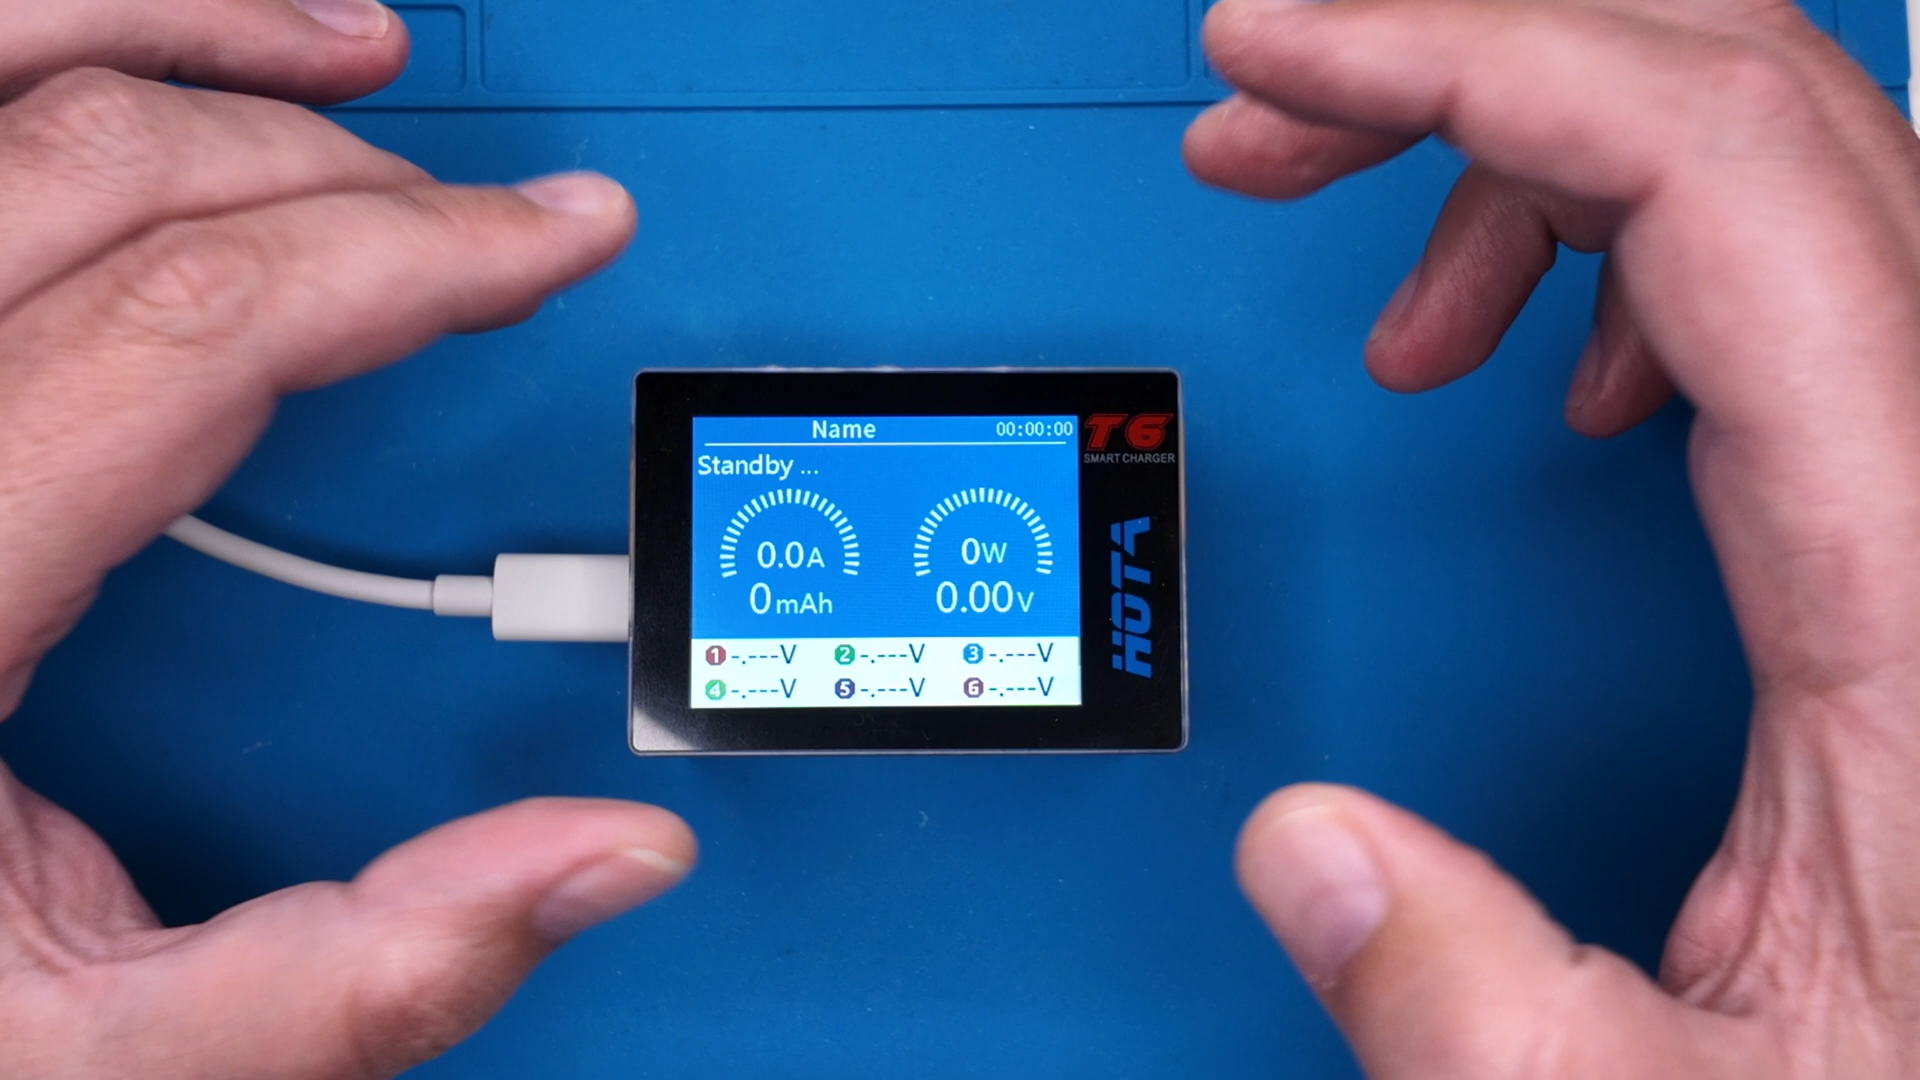 Name 00:00:00
T6
SMART CHARGER
Standby ...
0.0A 0W
0mAh 0.00V
HOTA
1 -.---V 2 -.---V 3 -.---V
4 -.---V 5 -.---V 6 -.---V